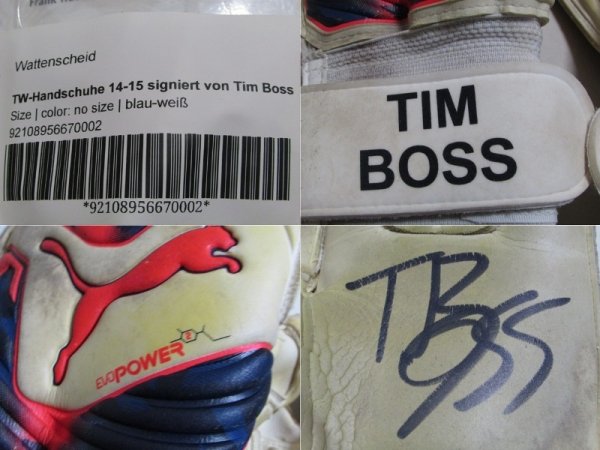 Wattenscheid
TW-Handschuhe 14-15 signiert von Tim Boss
Size | color: no size | blau-weiß
92108956670002
*92108956670002*
TIM
BOSS
evoPOWER
T BOSS